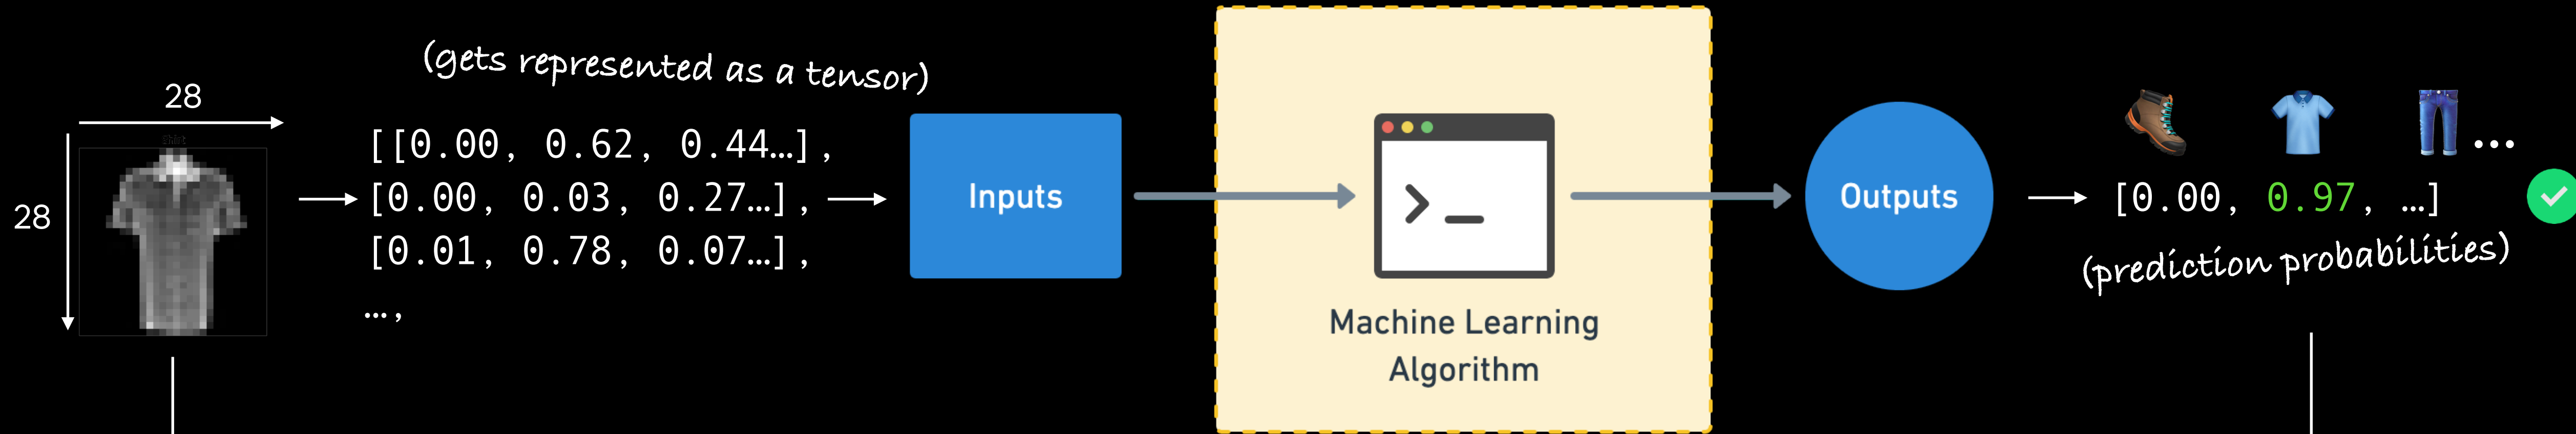 (gets represented as a tensor)
28
28
Shirt
[[0.00, 0.62, 0.44…],
[0.00, 0.03, 0.27…],
[0.01, 0.78, 0.07…],
…,
Inputs
Machine Learning
Algorithm
Outputs
...
[0.00, 0.97, …]
(prediction probabilities)